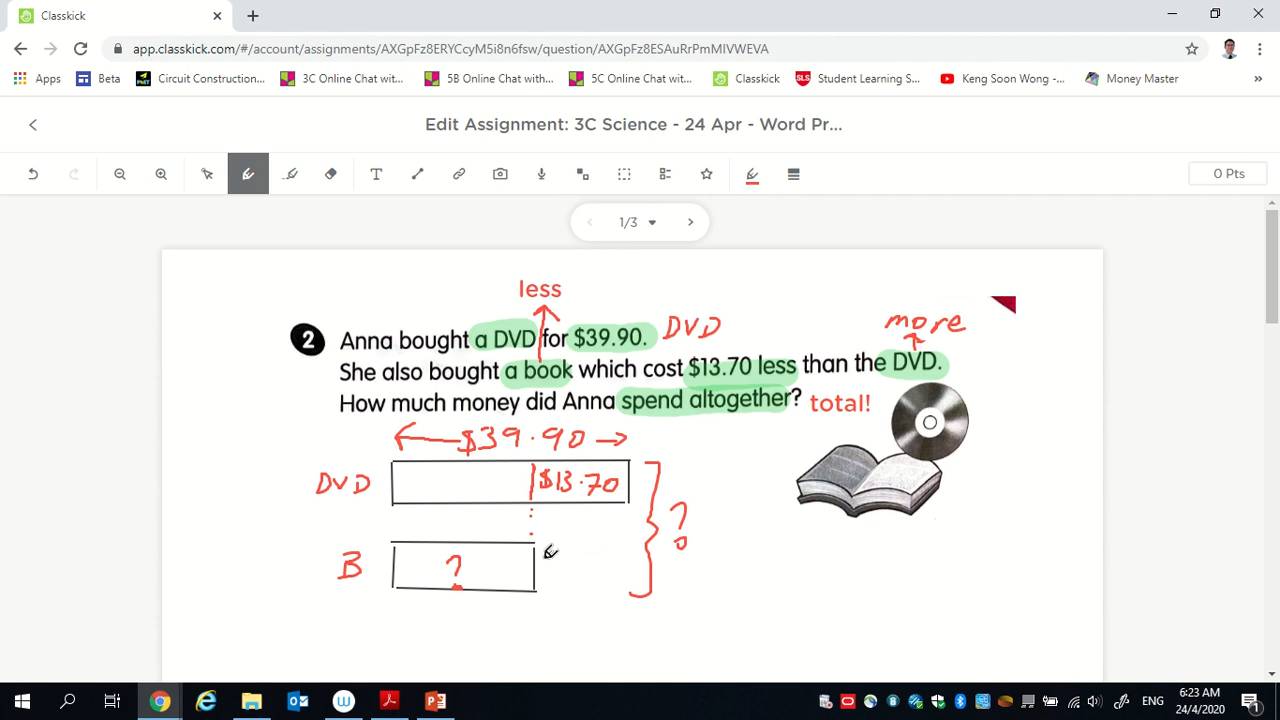 Classkick
app.classkick.com/#/account/assignments/AXGpFz8ERYCcyM5i8n6fsw/question/AXGpFz8ESAuRrPmMIVWEVA
Apps Beta Circuit Construction... 3C Online Chat wit... 5B Online Chat with... 5C Online Chat wit... Classkick Student Learning S... Keng Soon Wong -... Money Master »
Edit Assignment: 3C Science - 24 Apr - Word Pr...
T 0 Pts
1/3
less
more
2 Anna bought a DVD for $39.90. DVD
She also bought a book which cost $13.70 less than the DVD.
How much money did Anna spend altogether? total!
$39.90
DVD $13.70
?
B ?
6:23 AM
ENG
24/4/2020 1